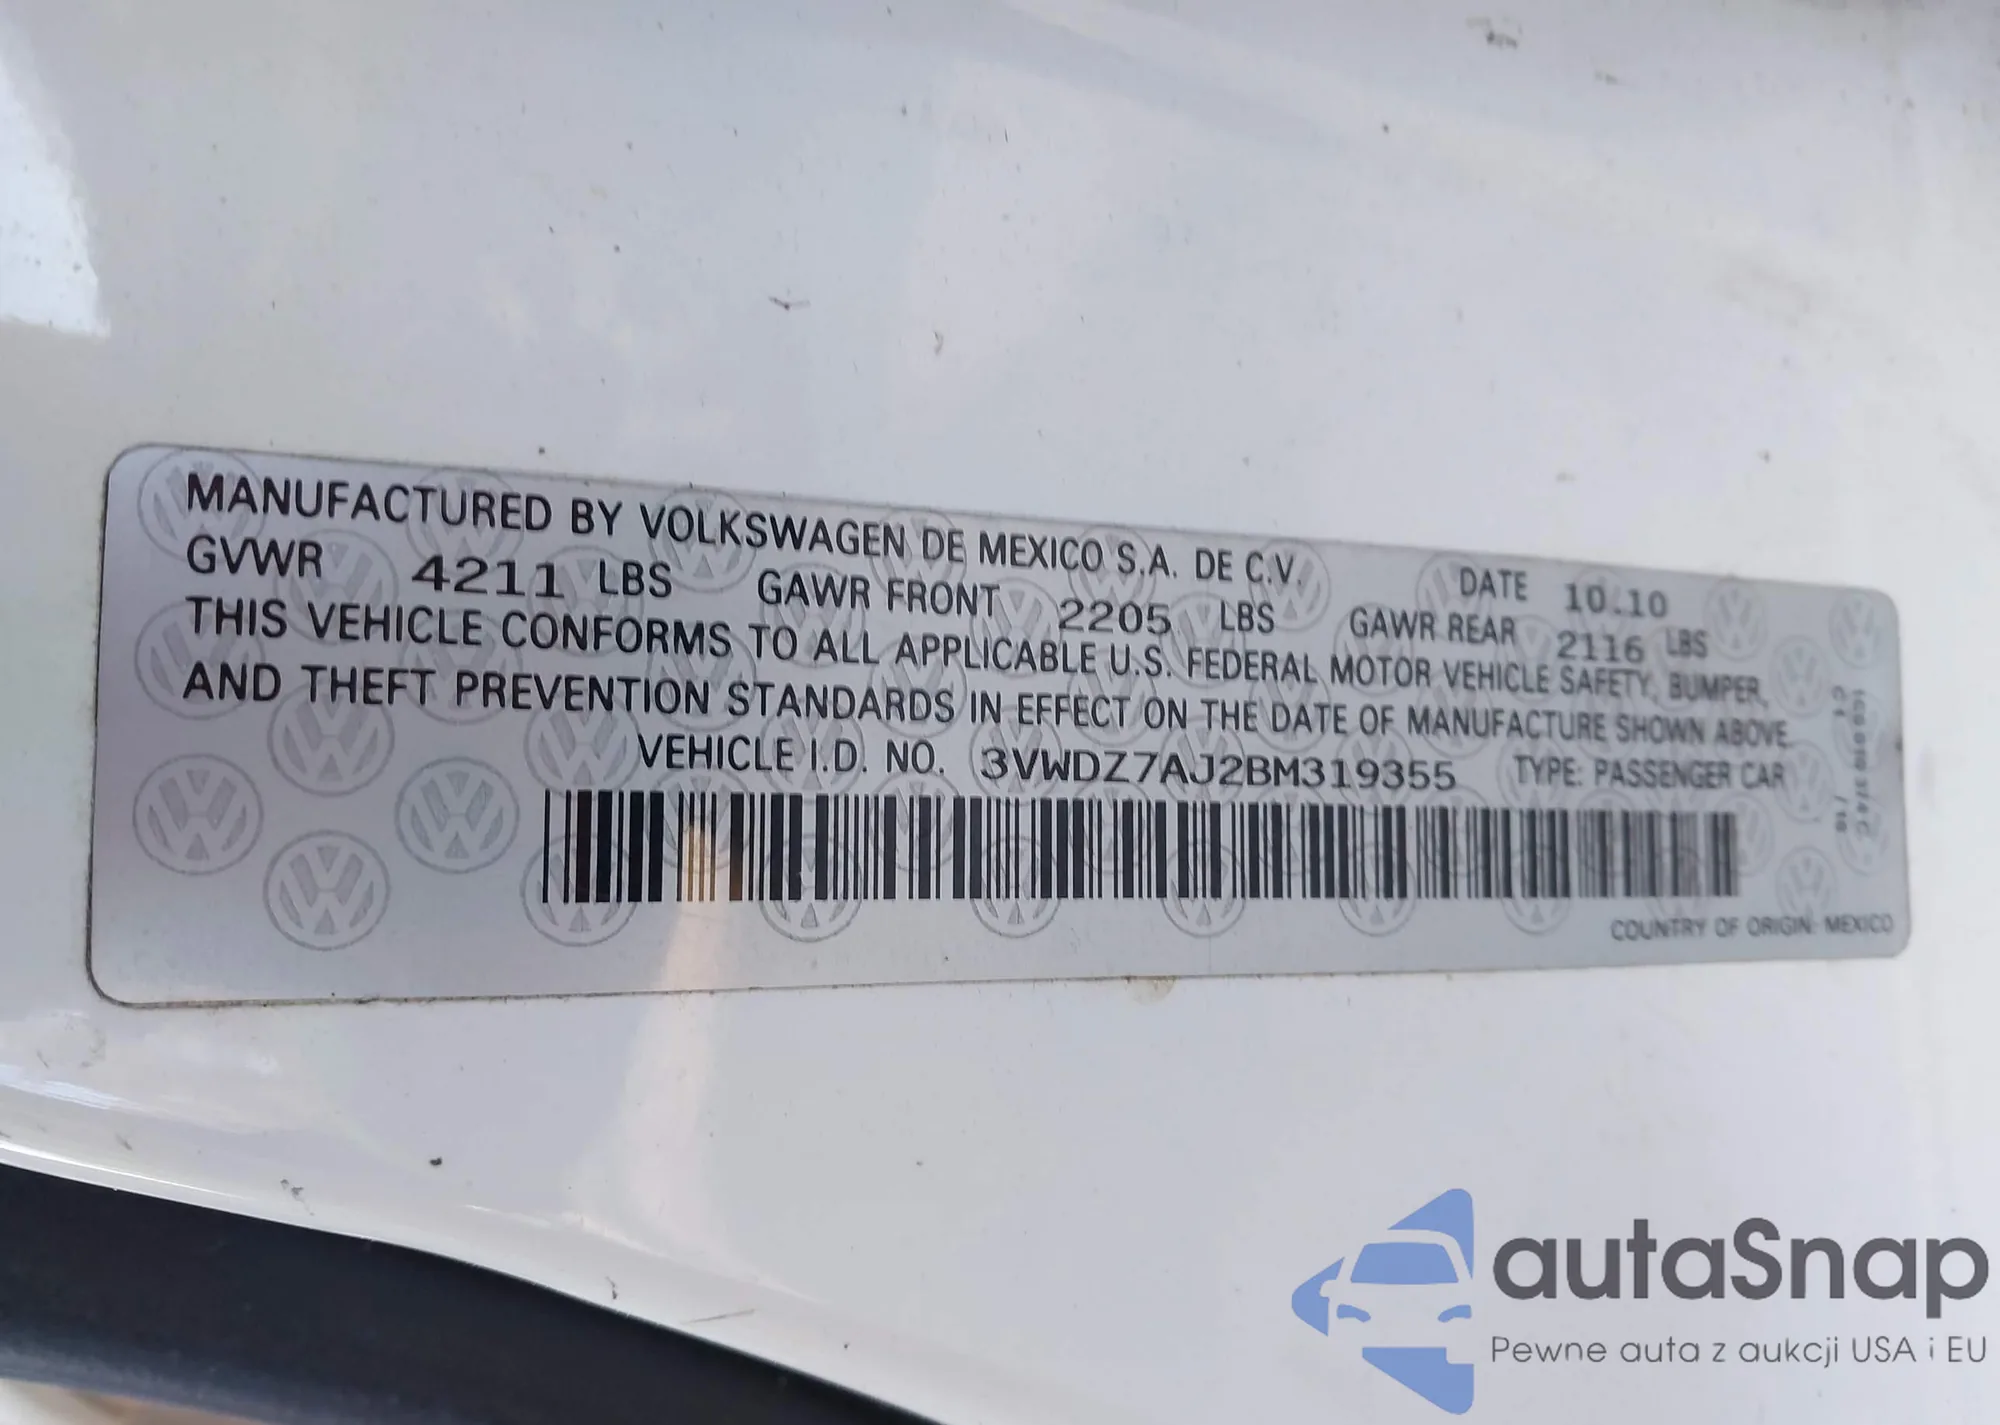 MANUFACTURED BY VOLKSWAGEN DE MEXICO S.A. DE C.V. DATE 10.10
GVWR 4211 LBS GAWR FRONT 2205 LBS GAWR REAR 2116 LBS
THIS VEHICLE CONFORMS TO ALL APPLICABLE U.S. FEDERAL MOTOR VEHICLE SAFETY, BUMPER,
AND THEFT PREVENTION STANDARDS IN EFFECT ON THE DATE OF MANUFACTURE SHOWN ABOVE
VEHICLE I.D. NO. 3VWDZ7AJ2BM319355 TYPE: PASSENGER CAR
COUNTRY OF ORIGIN: MEXICO
autaSnap
Pewne auta z aukcji USA i EU